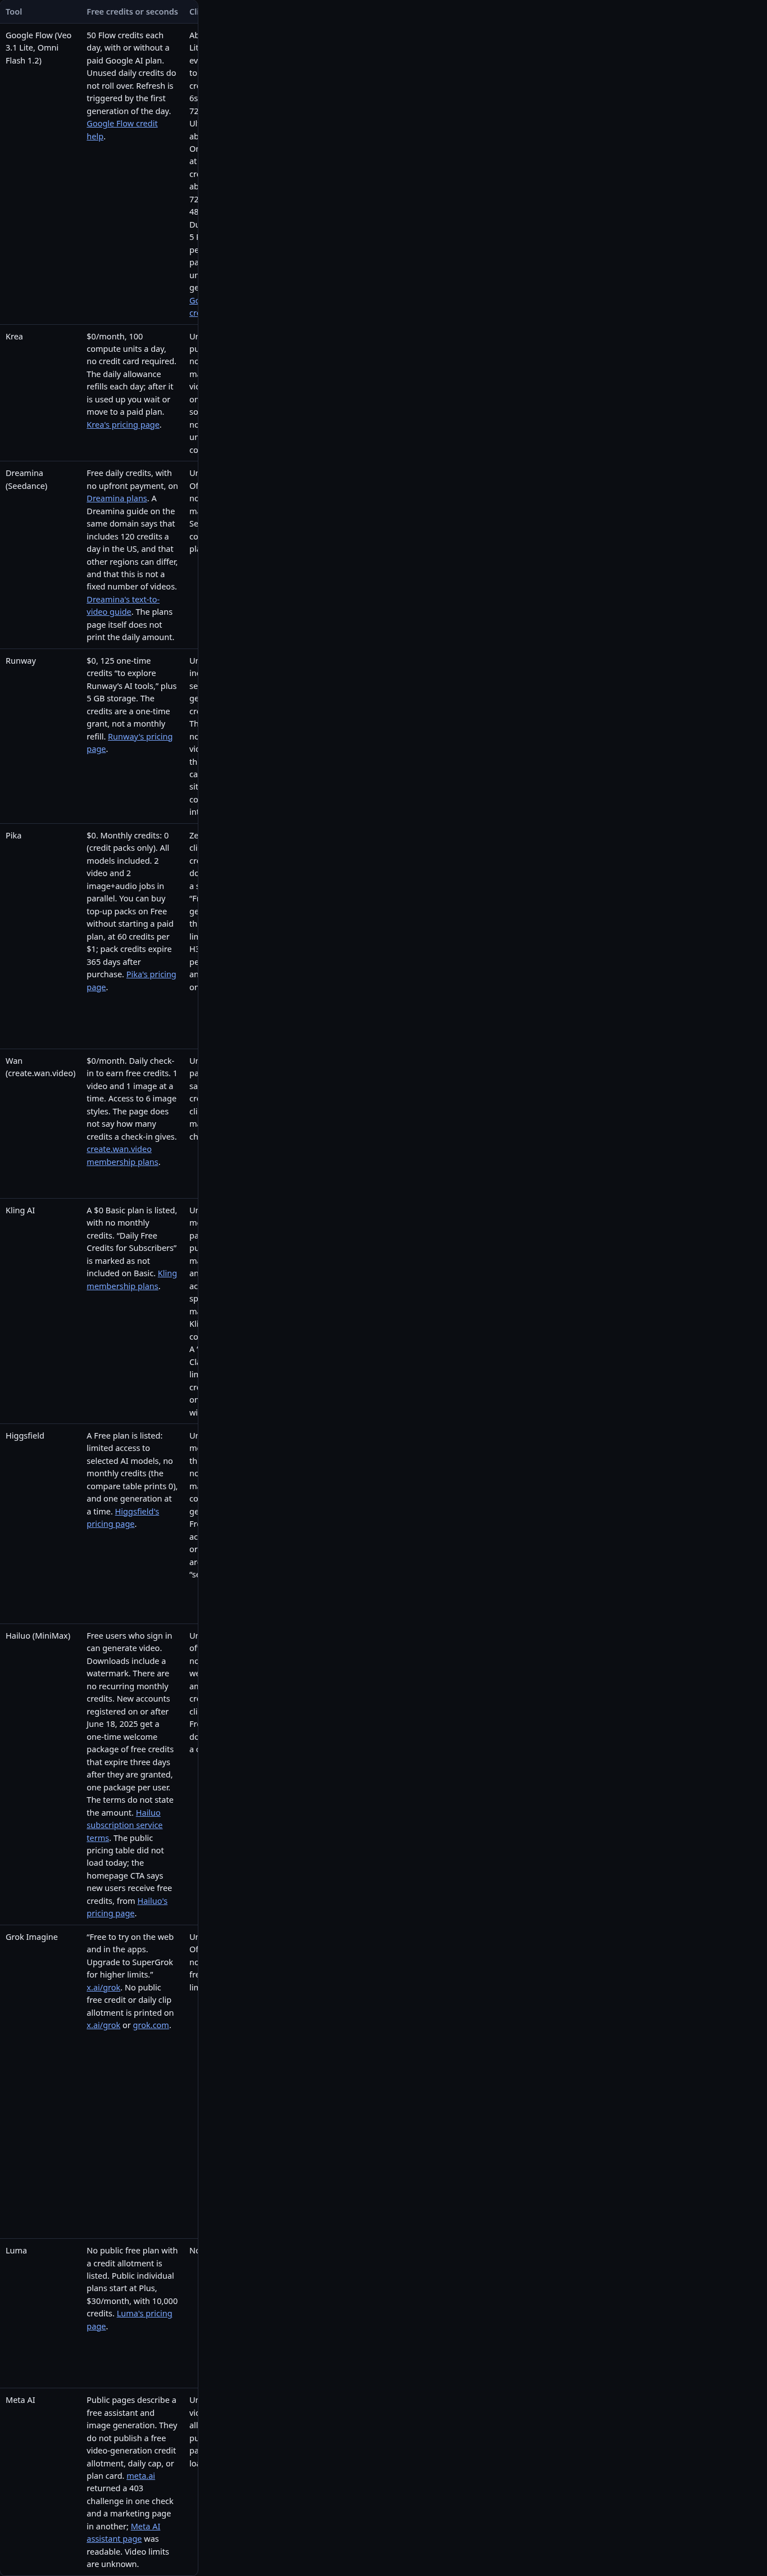 Tool
Free credits or seconds
Google Flow (Veo
3.1 Lite, Omni
Flash 1.2)
50 Flow credits each
day, with or without a
paid Google AI plan.
Unused daily credits do
not roll over. Refresh is
triggered by the first
generation of the day.
Google Flow credit
help.
Krea
$0/month, 100
compute units a day,
no credit card required.
The daily allowance
refills each day; after it
is used up you wait or
move to a paid plan.
Krea's pricing page.
Dreamina
(Seedance)
Free daily credits, with
no upfront payment, on
Dreamina plans. A
Dreamina guide on the
same domain says that
includes 120 credits a
day in the US, and that
other regions can differ,
and that this is not a
fixed number of videos.
Dreamina's text-to-
video guide. The plans
page itself does not
print the daily amount.
Runway
$0, 125 one-time
credits “to explore
Runway's AI tools,” plus
5 GB storage. The
credits are a one-time
grant, not a monthly
refill. Runway's pricing
page.
Pika
$0. Monthly credits: 0
(credit packs only). All
models included. 2
video and 2
image+audio jobs in
parallel. You can buy
top-up packs on Free
without starting a paid
plan, at 60 credits per
$1; pack credits expire
365 days after
purchase. Pika's pricing
page.
Wan
(create.wan.video)
$0/month. Daily check-
in to earn free credits. 1
video and 1 image at a
time. Access to 6 image
styles. The page does
not say how many
credits a check-in gives.
create.wan.video
membership plans.
Kling AI
A $0 Basic plan is listed,
with no monthly
credits. “Daily Free
Credits for Subscribers”
is marked as not
included on Basic. Kling
membership plans.
Higgsfield
A Free plan is listed:
limited access to
selected AI models, no
monthly credits (the
compare table prints 0),
and one generation at
a time. Higgsfield's
pricing page.
Hailuo (MiniMax)
Free users who sign in
can generate video.
Downloads include a
watermark. There are
no recurring monthly
credits. New accounts
registered on or after
June 18, 2025 get a
one-time welcome
package of free credits
that expire three days
after they are granted,
one package per user.
The terms do not state
the amount. Hailuo
subscription service
terms. The public
pricing table did not
load today; the
homepage CTA says
new users receive free
credits, from Hailuo's
pricing page.
Grok Imagine
“Free to try on the web
and in the apps.
Upgrade to SuperGrok
for higher limits.”
x.ai/grok. No public
free credit or daily clip
allotment is printed on
x.ai/grok or grok.com.
Luma
No public free plan with
a credit allotment is
listed. Public individual
plans start at Plus,
$30/month, with 10,000
credits. Luma's pricing
page.
Meta AI
Public pages describe a
free assistant and
image generation. They
do not publish a free
video-generation credit
allotment, daily cap, or
plan card. meta.ai
returned a 403
challenge in one check
and a marketing page
in another; Meta AI
assistant page was
readable. Video limits
are unknown.